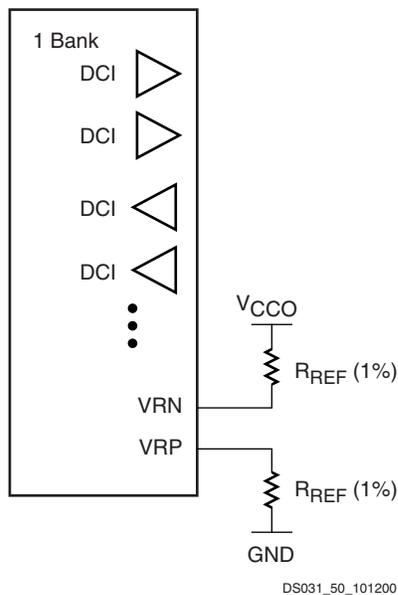 1 Bank
DCI
DCI
DCI
DCI
VCCO
RREF (1%)
VRN
VRP
RREF (1%)
GND
DS031_50_101200